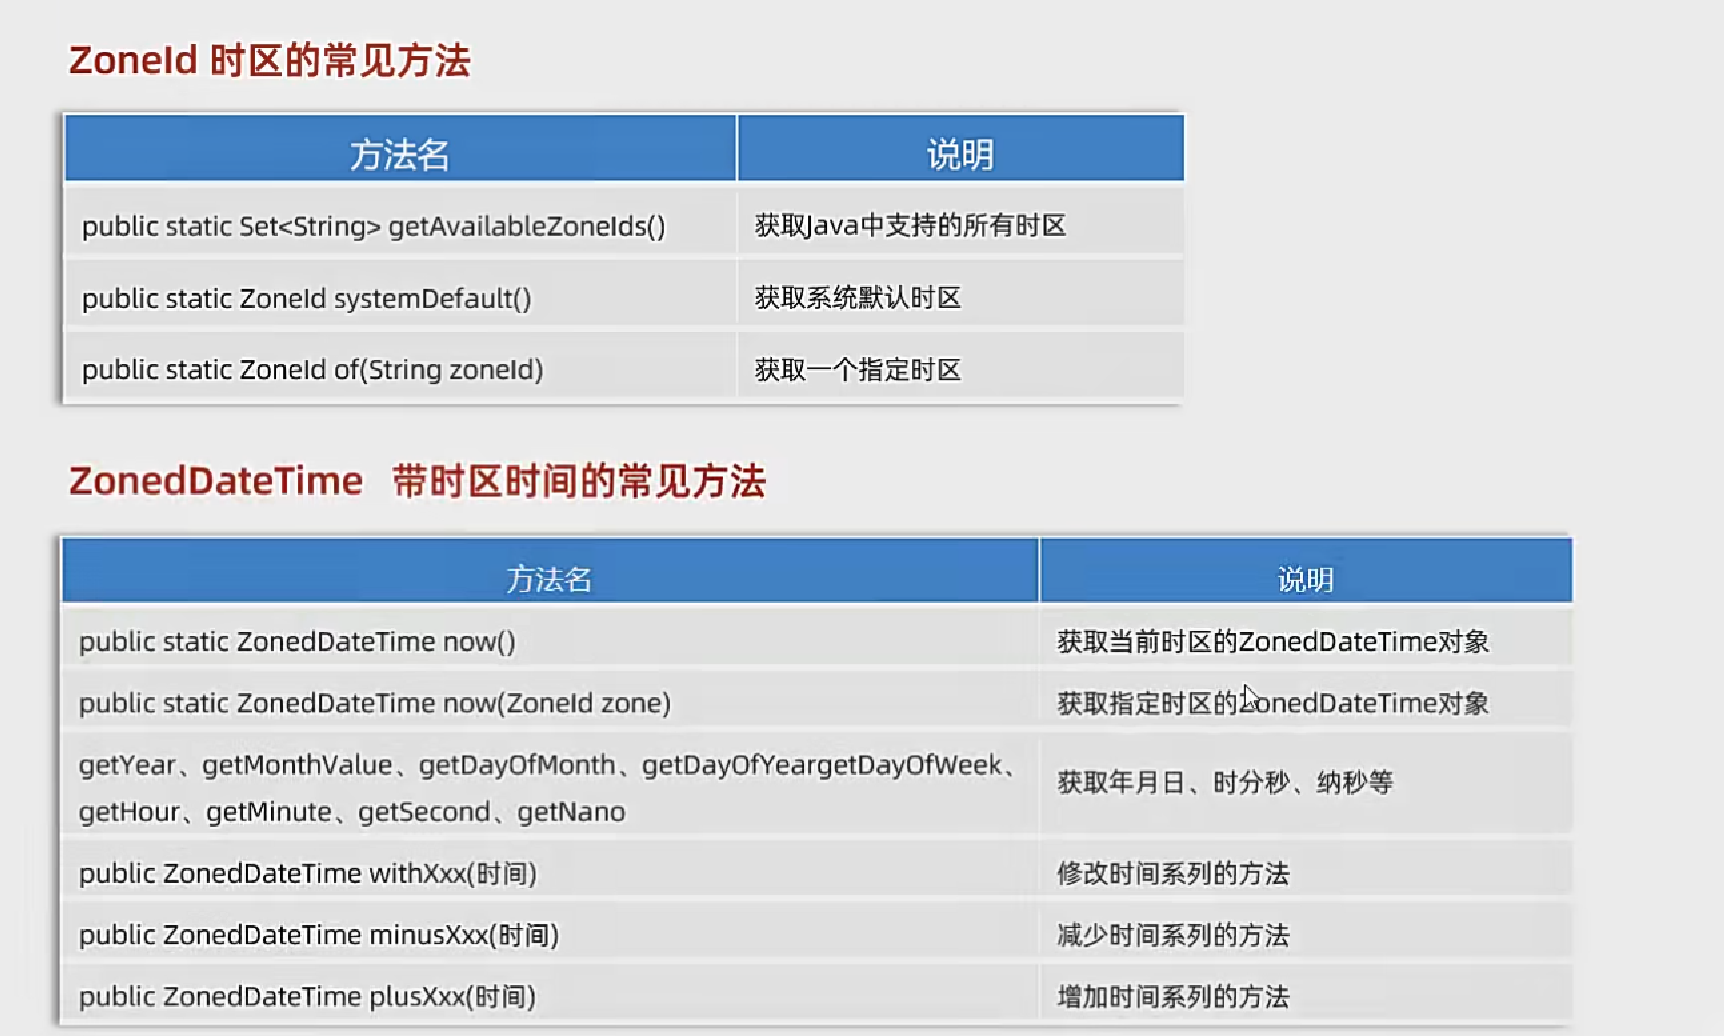 ZoneId 时区的常见方法
方法名 说明
public static Set<String> getAvailableZoneIds() 获取Java中支持的所有时区
public static ZoneId systemDefault() 获取系统默认时区
public static ZoneId of(String zoneId) 获取一个指定时区
ZonedDateTime 带时区时间的常见方法
方法名 说明
public static ZonedDateTime now() 获取当前时区的ZonedDateTime对象
public static ZonedDateTime now(ZoneId zone) 获取指定时区的ZonedDateTime对象
getYear、getMonthValue、getDayOfMonth、getDayOfYeargetDayOfWeek、
getHour、getMinute、getSecond、getNano 获取年月日、时分秒、纳秒等
public ZonedDateTime withXxx(时间) 修改时间系列的方法
public ZonedDateTime minusXxx(时间) 减少时间系列的方法
public ZonedDateTime plusXxx(时间) 增加时间系列的方法